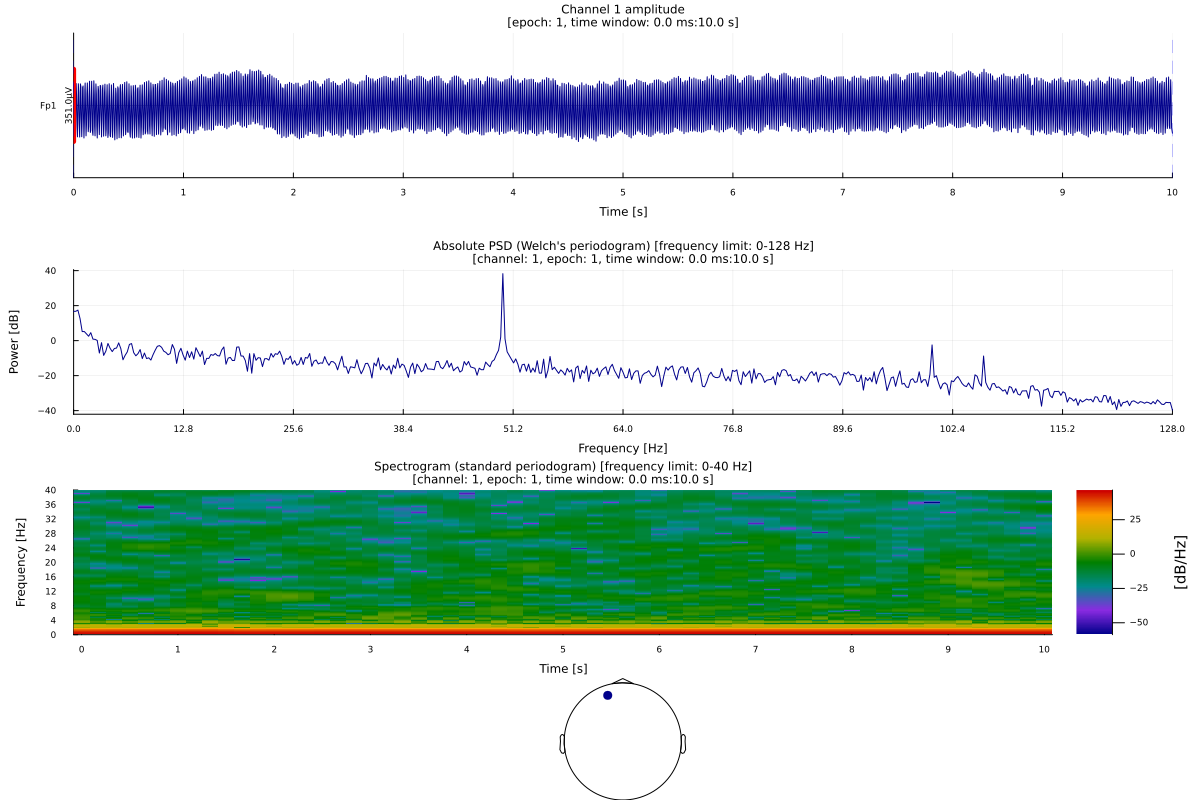 Channel 1 amplitude
[epoch: 1, time window: 0.0 ms:10.0 s]
Fp1
351.0µV
0 1 2 3 4 5 6 7 8 9 10
Time [s]
Absolute PSD (Welch's periodogram) [frequency limit: 0-128 Hz]
[channel: 1, epoch: 1, time window: 0.0 ms:10.0 s]
Power [dB]
40
20
0
−20
−40
0.0 12.8 25.6 38.4 51.2 64.0 76.8 89.6 102.4 115.2 128.0
Frequency [Hz]
Spectrogram (standard periodogram) [frequency limit: 0-40 Hz]
[channel: 1, epoch: 1, time window: 0.0 ms:10.0 s]
Frequency [Hz]
40
36
32
28
24
20
16
12
8
4
0
0 1 2 3 4 5 6 7 8 9 10
Time [s]
25
0
−25
−50
[dB/Hz]